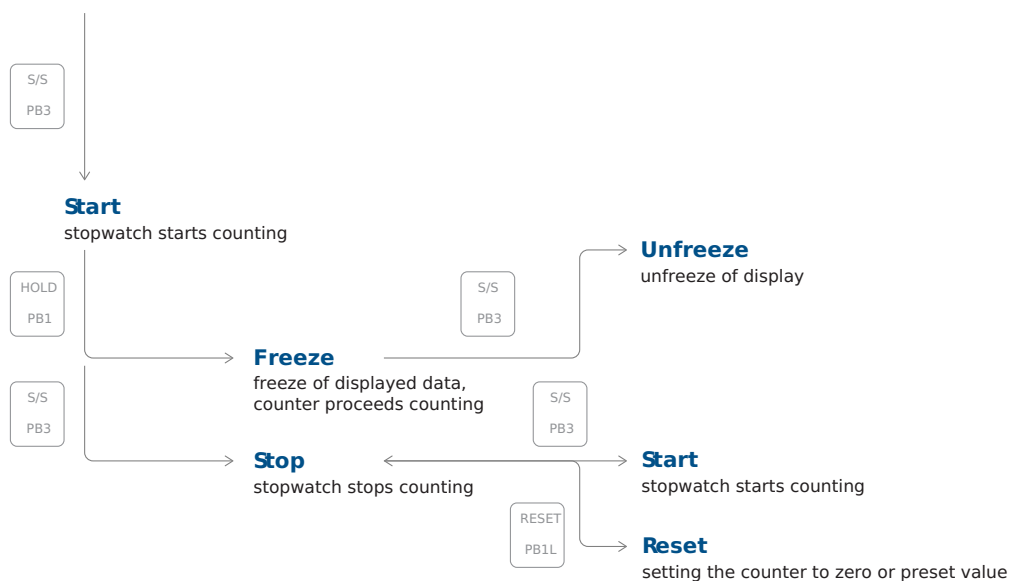 S/S
PB3
Start
stopwatch starts counting
HOLD
PB1
S/S
PB3
Unfreeze
unfreeze of display
Freeze
freeze of displayed data,
counter proceeds counting
S/S
PB3
S/S
PB3
Stop
stopwatch stops counting
Start
stopwatch starts counting
RESET
PB1L
Reset
setting the counter to zero or preset value